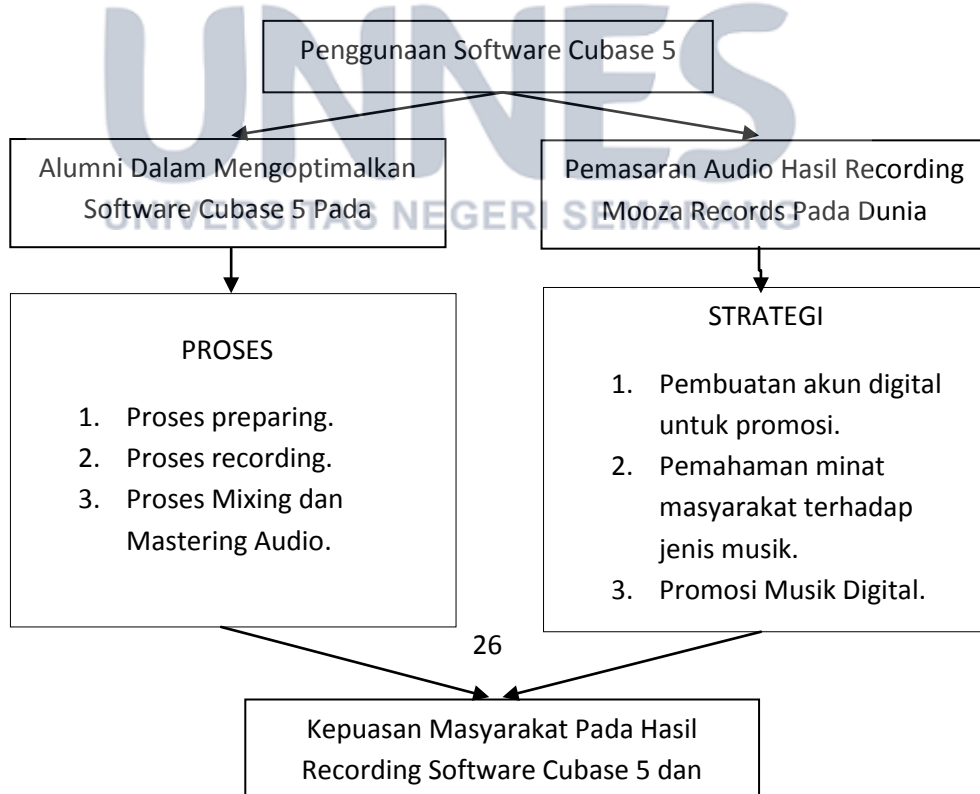 Penggunaan Software Cubase 5
UNNES
UNIVERSITAS NEGERI SEMARANG
Alumni Dalam Mengoptimalkan
Software Cubase 5 Pada
Pemasaran Audio Hasil Recording
Mooza Records Pada Dunia
PROSES
1. Proses preparing.
2. Proses recording.
3. Proses Mixing dan
Mastering Audio.
STRATEGI
1. Pembuatan akun digital
untuk promosi.
2. Pemahaman minat
masyarakat terhadap
jenis musik.
3. Promosi Musik Digital.
26
Kepuasan Masyarakat Pada Hasil
Recording Software Cubase 5 dan